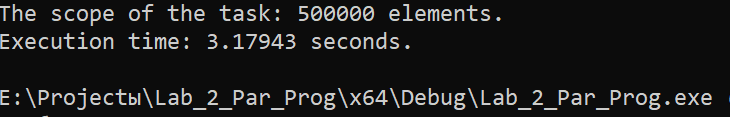 The scope of the task: 500000 elements.
Execution time: 3.17943 seconds.
E:\Projectы\Lab_2_Par_Prog\x64\Debug\Lab_2_Par_Prog.exe